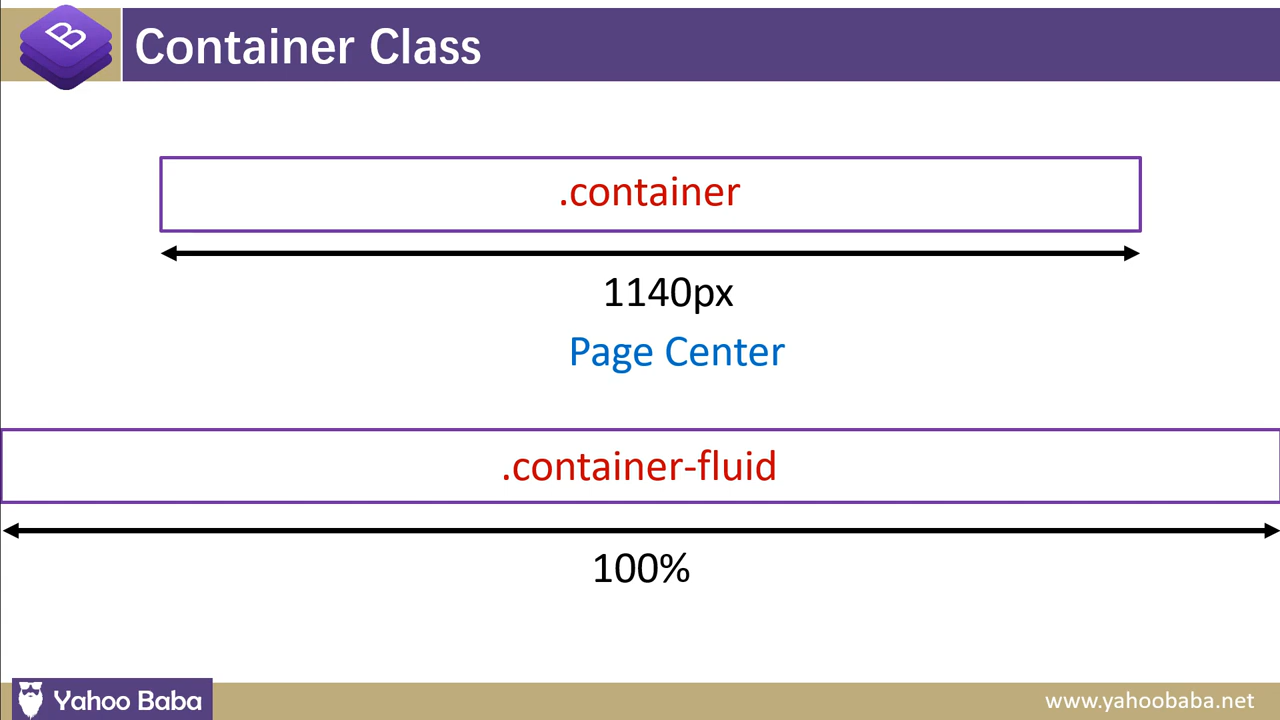 B
Container Class
.container
1140px
Page Center
.container-fluid
100%
Yahoo Baba
www.yahoobaba.net